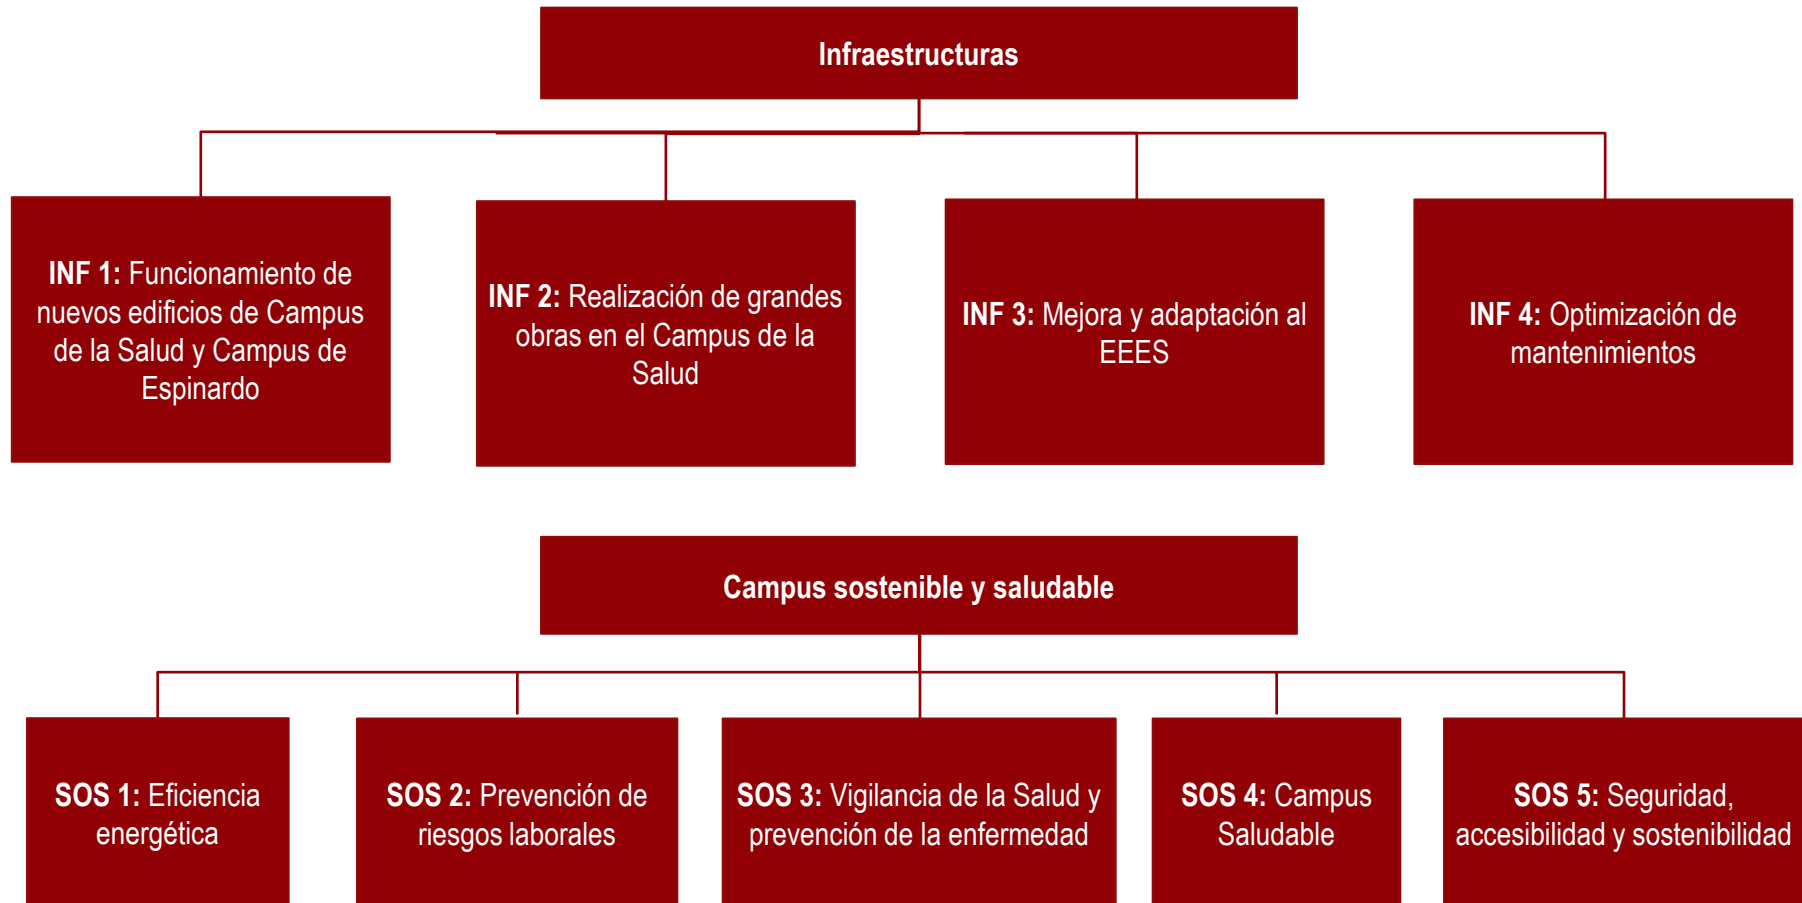 Infraestructuras
INF 1: Funcionamiento de
nuevos edificios de Campus
de la Salud y Campus de
Espinardo
INF 2: Realización de grandes
obras en el Campus de la
Salud
INF 3: Mejora y adaptación al
EEES
INF 4: Optimización de
mantenimientos
Campus sostenible y saludable
SOS 1: Eficiencia
energética
SOS 2: Prevención de
riesgos laborales
SOS 3: Vigilancia de la Salud y
prevención de la enfermedad
SOS 4: Campus
Saludable
SOS 5: Seguridad,
accesibilidad y sostenibilidad